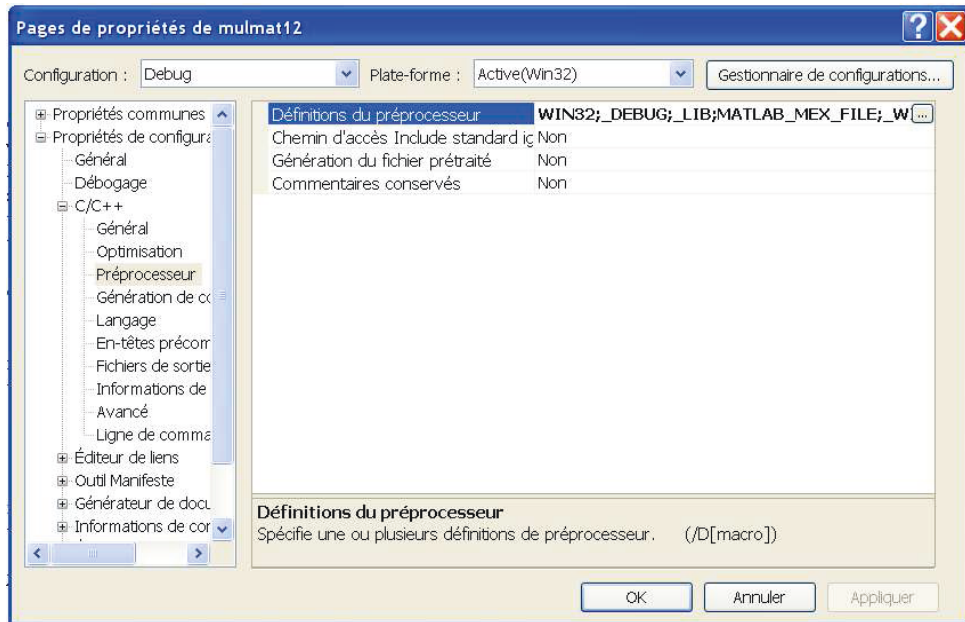 Pages de propriétés de mulmat12
Configuration : Debug Plate-forme : Active(Win32) Gestionnaire de configurations...
Propriétés communes
Propriétés de configura
Général
Débogage
C/C++
Général
Optimisation
Préprocesseur
Génération de co
Langage
En-têtes précom
Fichiers de sortie
Informations de
Avancé
Ligne de comma
Éditeur de liens
Outil Manifeste
Générateur de docu
Informations de cor
Définitions du préprocesseur WIN32;_DEBUG;_LIB;MATLAB_MEX_FILE;_W ...
Chemin d'accès Include standard ig Non
Génération du fichier prétraité Non
Commentaires conservés Non
Définitions du préprocesseur
Spécifie une ou plusieurs définitions de préprocesseur. (/D[macro])
OK Annuler Appliquer